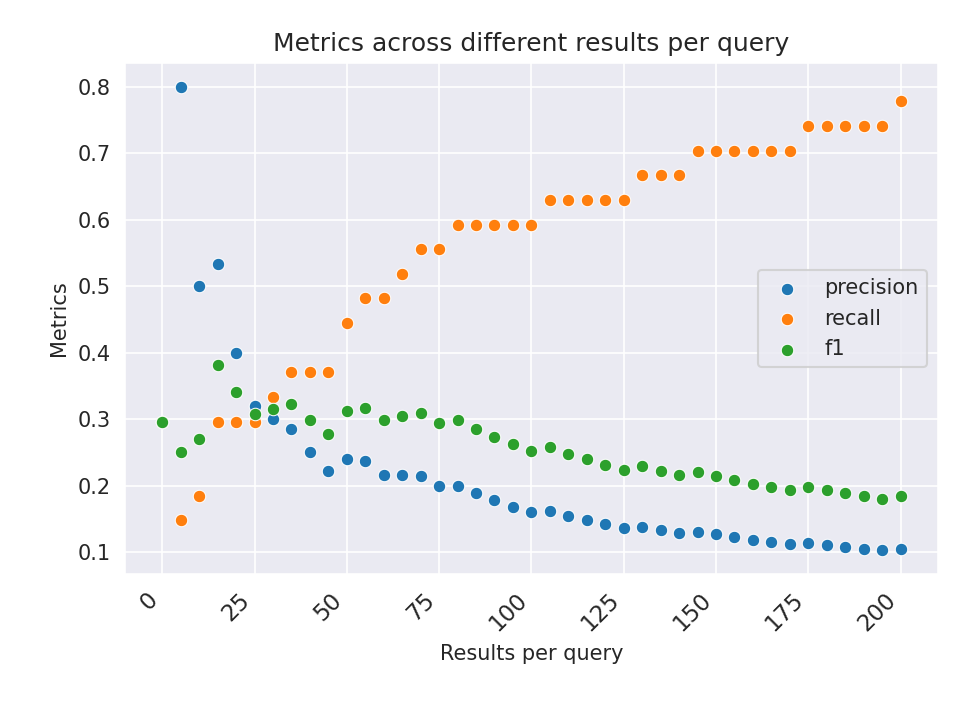 Metrics across different results per query
0.8
0.7
0.6
0.5
0.4
0.3
0.2
0.1
Metrics
precision
recall
f1
0
25
50
75
100
125
150
175
200
Results per query